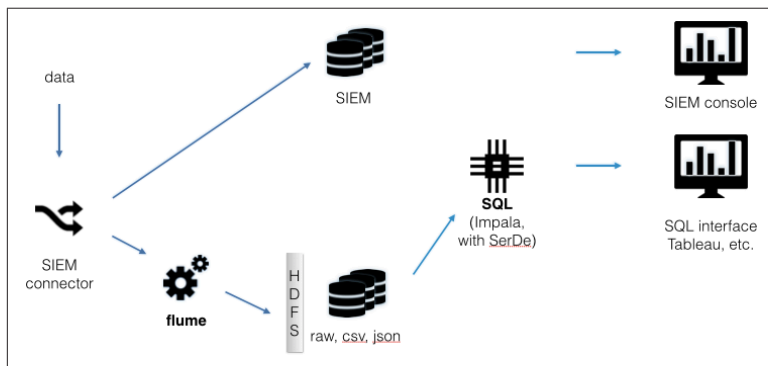 data
SIEM
SIEM console
SQL
(Impala,
with SerDe)
SQL interface
Tableau, etc.
SIEM
connector
flume
H
D
F
S
raw, csv, json